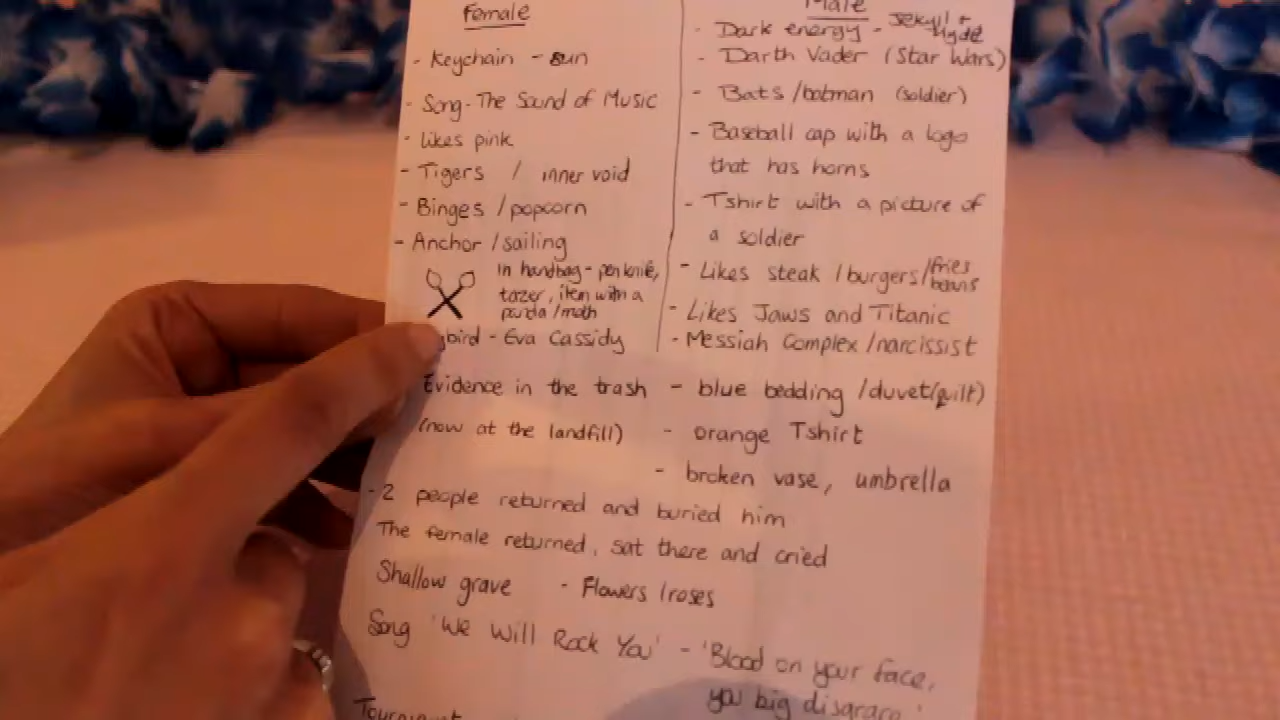 Female
- Keychain - sun
- Song - The Sound of Music
- likes pink
- Tigers / inner void
- Binges / popcorn
- Anchor / sailing
in handbag - pen knife,
tazer, item with a
panda / moth
gbird - Eva Cassidy
Male
- Dark energy - Jekyll +
Hyde
- Darth Vader (Star Wars)
- Bats / batman (soldier)
- Baseball cap with a logo
that has horns
- Tshirt with a picture of
a soldier
- Likes steak / burgers / fries
beans
- Likes Jaws and Titanic
- Messiah Complex / narcissist
Evidence in the trash - blue bedding / duvet (quilt)
(now at the landfill) - orange Tshirt
- broken vase, umbrella
- 2 people returned and buried him
The female returned, sat there and cried
Shallow grave - Flowers / roses
Song 'We Will Rock You' - 'Blood on your face,
you big disgrace'